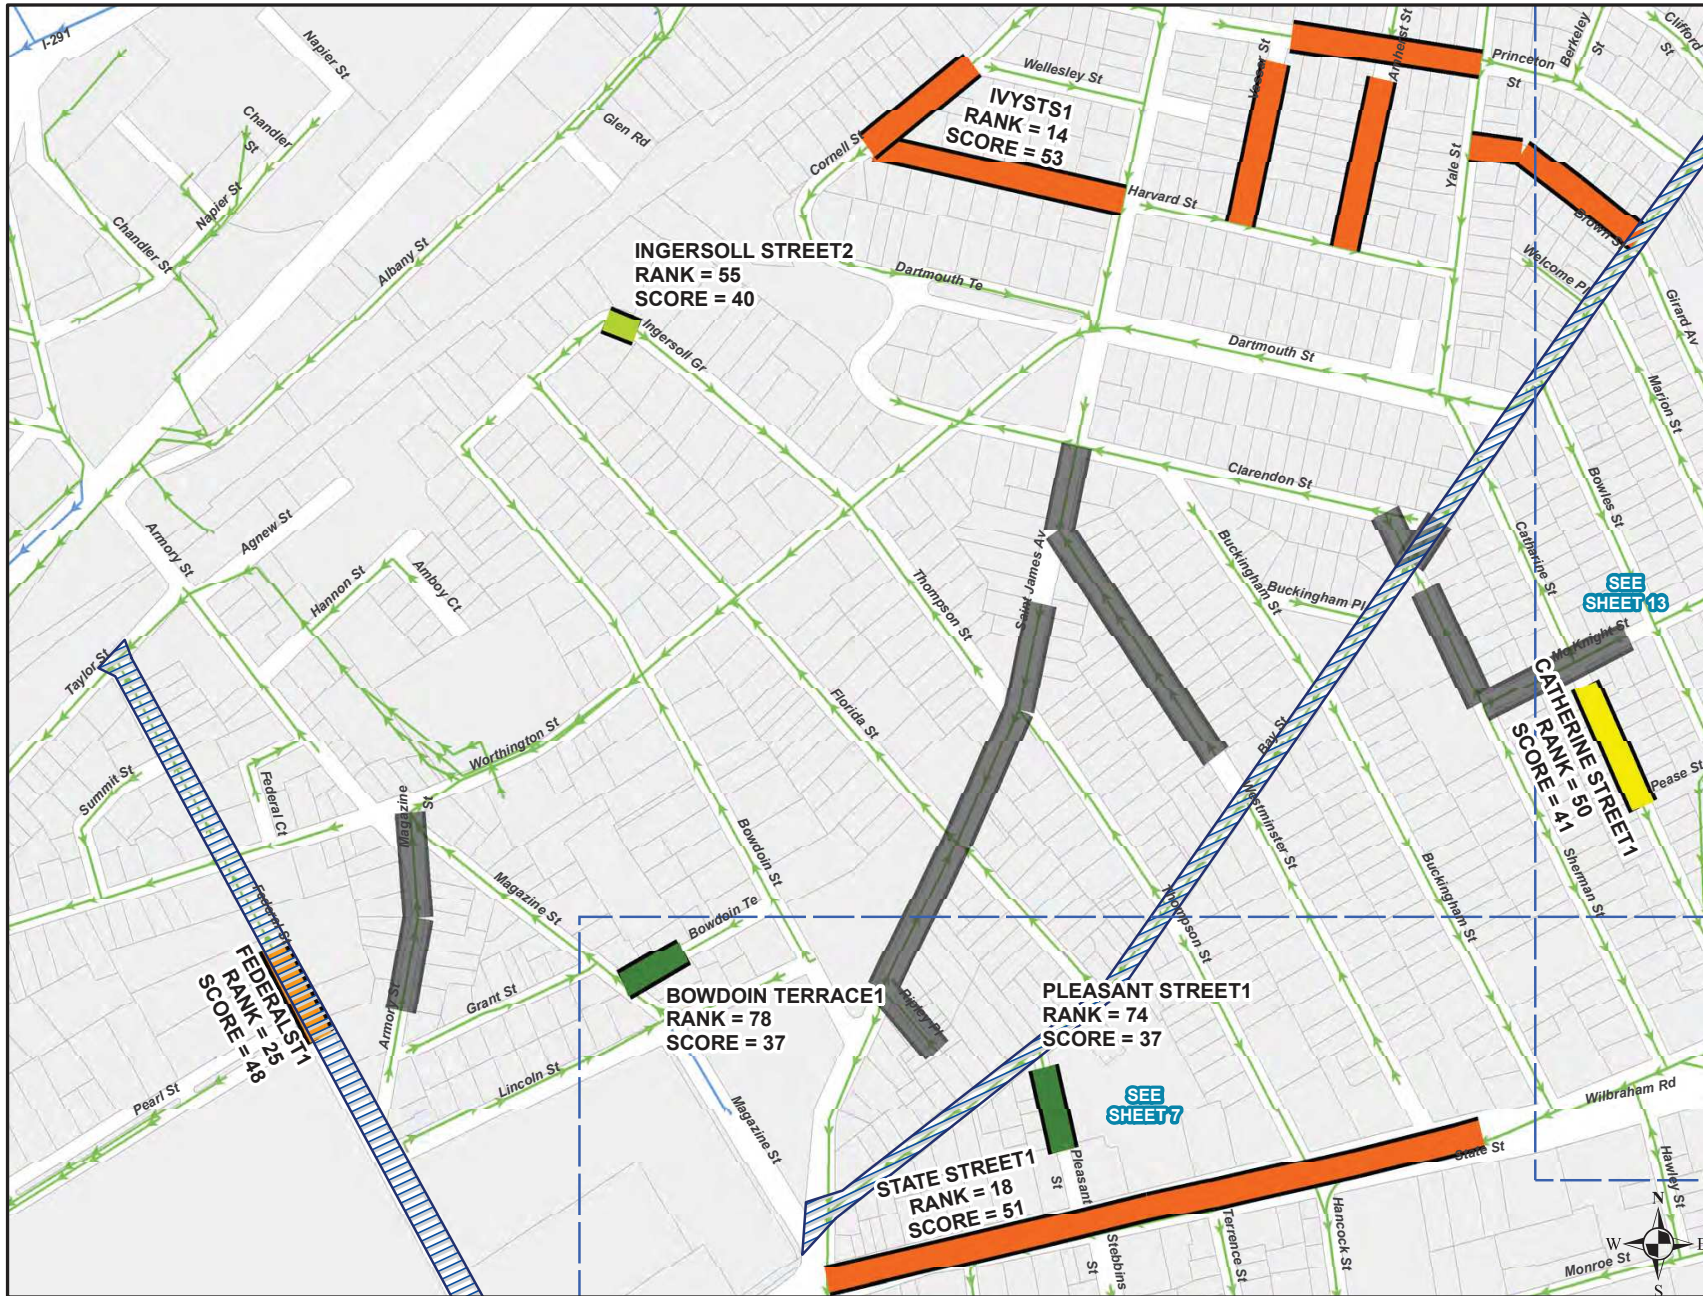 I-291
Napier St
Chandler
St
Napier St
Chandler St
Glen Rd
Albany St
Cornell St
Wellesley St
IVYSTS1
RANK = 14
SCORE = 53
Harvard St
Vassar St
Amherst St
Princeton
St
Berkeley
St
Clifford
St
Yale St
Brown St
Welcome Pl
Girard Av
Marion St
INGERSOLL STREET2
RANK = 55
SCORE = 40
Ingersoll Gr
Dartmouth Te
Dartmouth St
Clarendon St
Bowles St
Catharine St
Buckingham St
Buckingham Pl
SEE
SHEET 13
Mc Knight St
CATHERINE STREET1
RANK = 50
SCORE = 41
Pease St
Armory St
Agnew St
Hannon St
Amboy Ct
Taylor St
Thompson St
Saint James Av
Florida St
Bay St
Westminster St
Worthington St
Summit St
Federal Ct
Magazine
St
Bowdoin St
Magazine St
Bowdoin Te
Buckingham St
Sherman St
Thompson St
Federal St
FEDERALST1
RANK = 25
SCORE = 48
Armory St
Grant St
BOWDOIN TERRACE1
RANK = 78
SCORE = 37
Ripley Pl
PLEASANT STREET1
RANK = 74
SCORE = 37
Pearl St
Lincoln St
Magazine St
SEE
SHEET 7
Wilbraham Rd
STATE STREET1
RANK = 18
SCORE = 51
Pleasant
St
State St
Hawley St
Stebbins
St
Terrence St
Hancock St
Monroe St
N
W
E
S